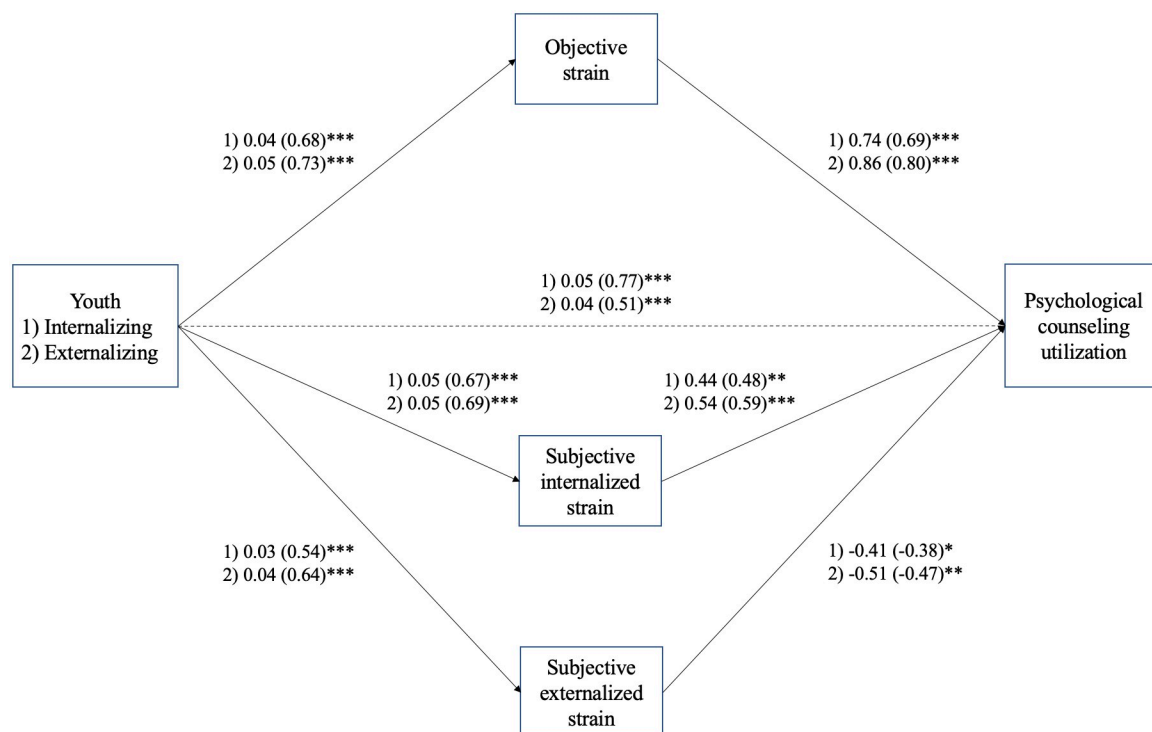 Objective
strain
1) 0.04 (0.68)***
2) 0.05 (0.73)***
1) 0.74 (0.69)***
2) 0.86 (0.80)***
Youth
1) Internalizing
2) Externalizing
1) 0.05 (0.77)***
2) 0.04 (0.51)***
Psychological
counseling
utilization
1) 0.05 (0.67)***
2) 0.05 (0.69)***
1) 0.44 (0.48)**
2) 0.54 (0.59)***
Subjective
internalized
strain
1) 0.03 (0.54)***
2) 0.04 (0.64)***
1) -0.41 (-0.38)*
2) -0.51 (-0.47)**
Subjective
externalized
strain